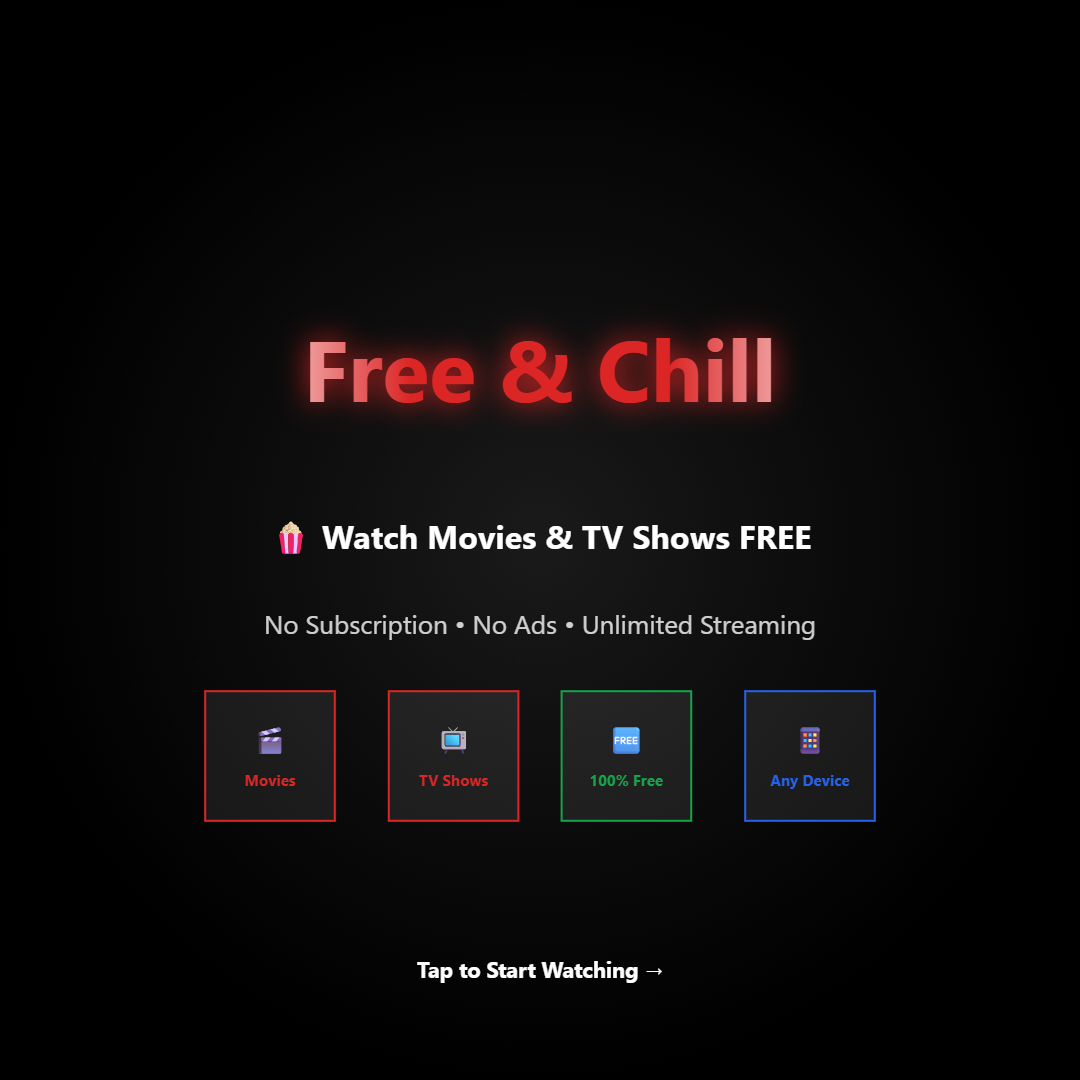 Free & Chill
🍿 Watch Movies & TV Shows FREE
No Subscription • No Ads • Unlimited Streaming
FREE
Movies
TV Shows
100% Free
Any Device
Tap to Start Watching →